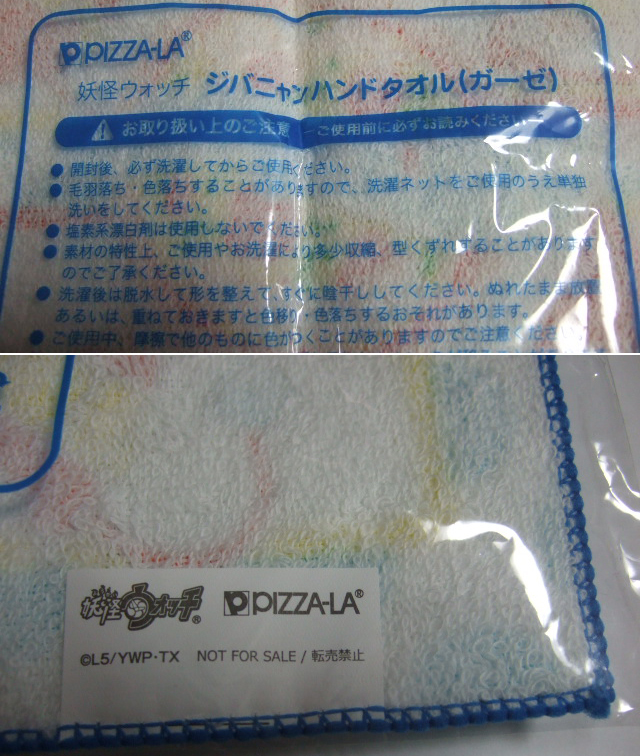 PIZZA-LA®
妖怪ウォッチ ジバニャンハンドタオル(ガーゼ)
お取り扱い上のご注意 ―ご使用前に必ずお読みください―
● 開封後、必ず洗濯してからご使用ください。
● 毛羽落ち・色落ちすることがありますので、洗濯ネットをご使用のうえ単独
洗いをしてください。
● 塩素系漂白剤は使用しないでください。
● 素材の特性上、ご使用やお洗濯により多少収縮、型くずれすることがあります
のでご了承ください。
● 洗濯後は脱水して形を整えて、すぐに陰干ししてください。ぬれたまま放置
あるいは、重ねておきますと色移り・色落ちするおそれがあります。
● ご使用中、摩擦で他のものに色がつくことがありますのでご注意ください。
妖怪ウォッチ® PIZZA-LA®
©L5/YWP・TX NOT FOR SALE / 転売禁止